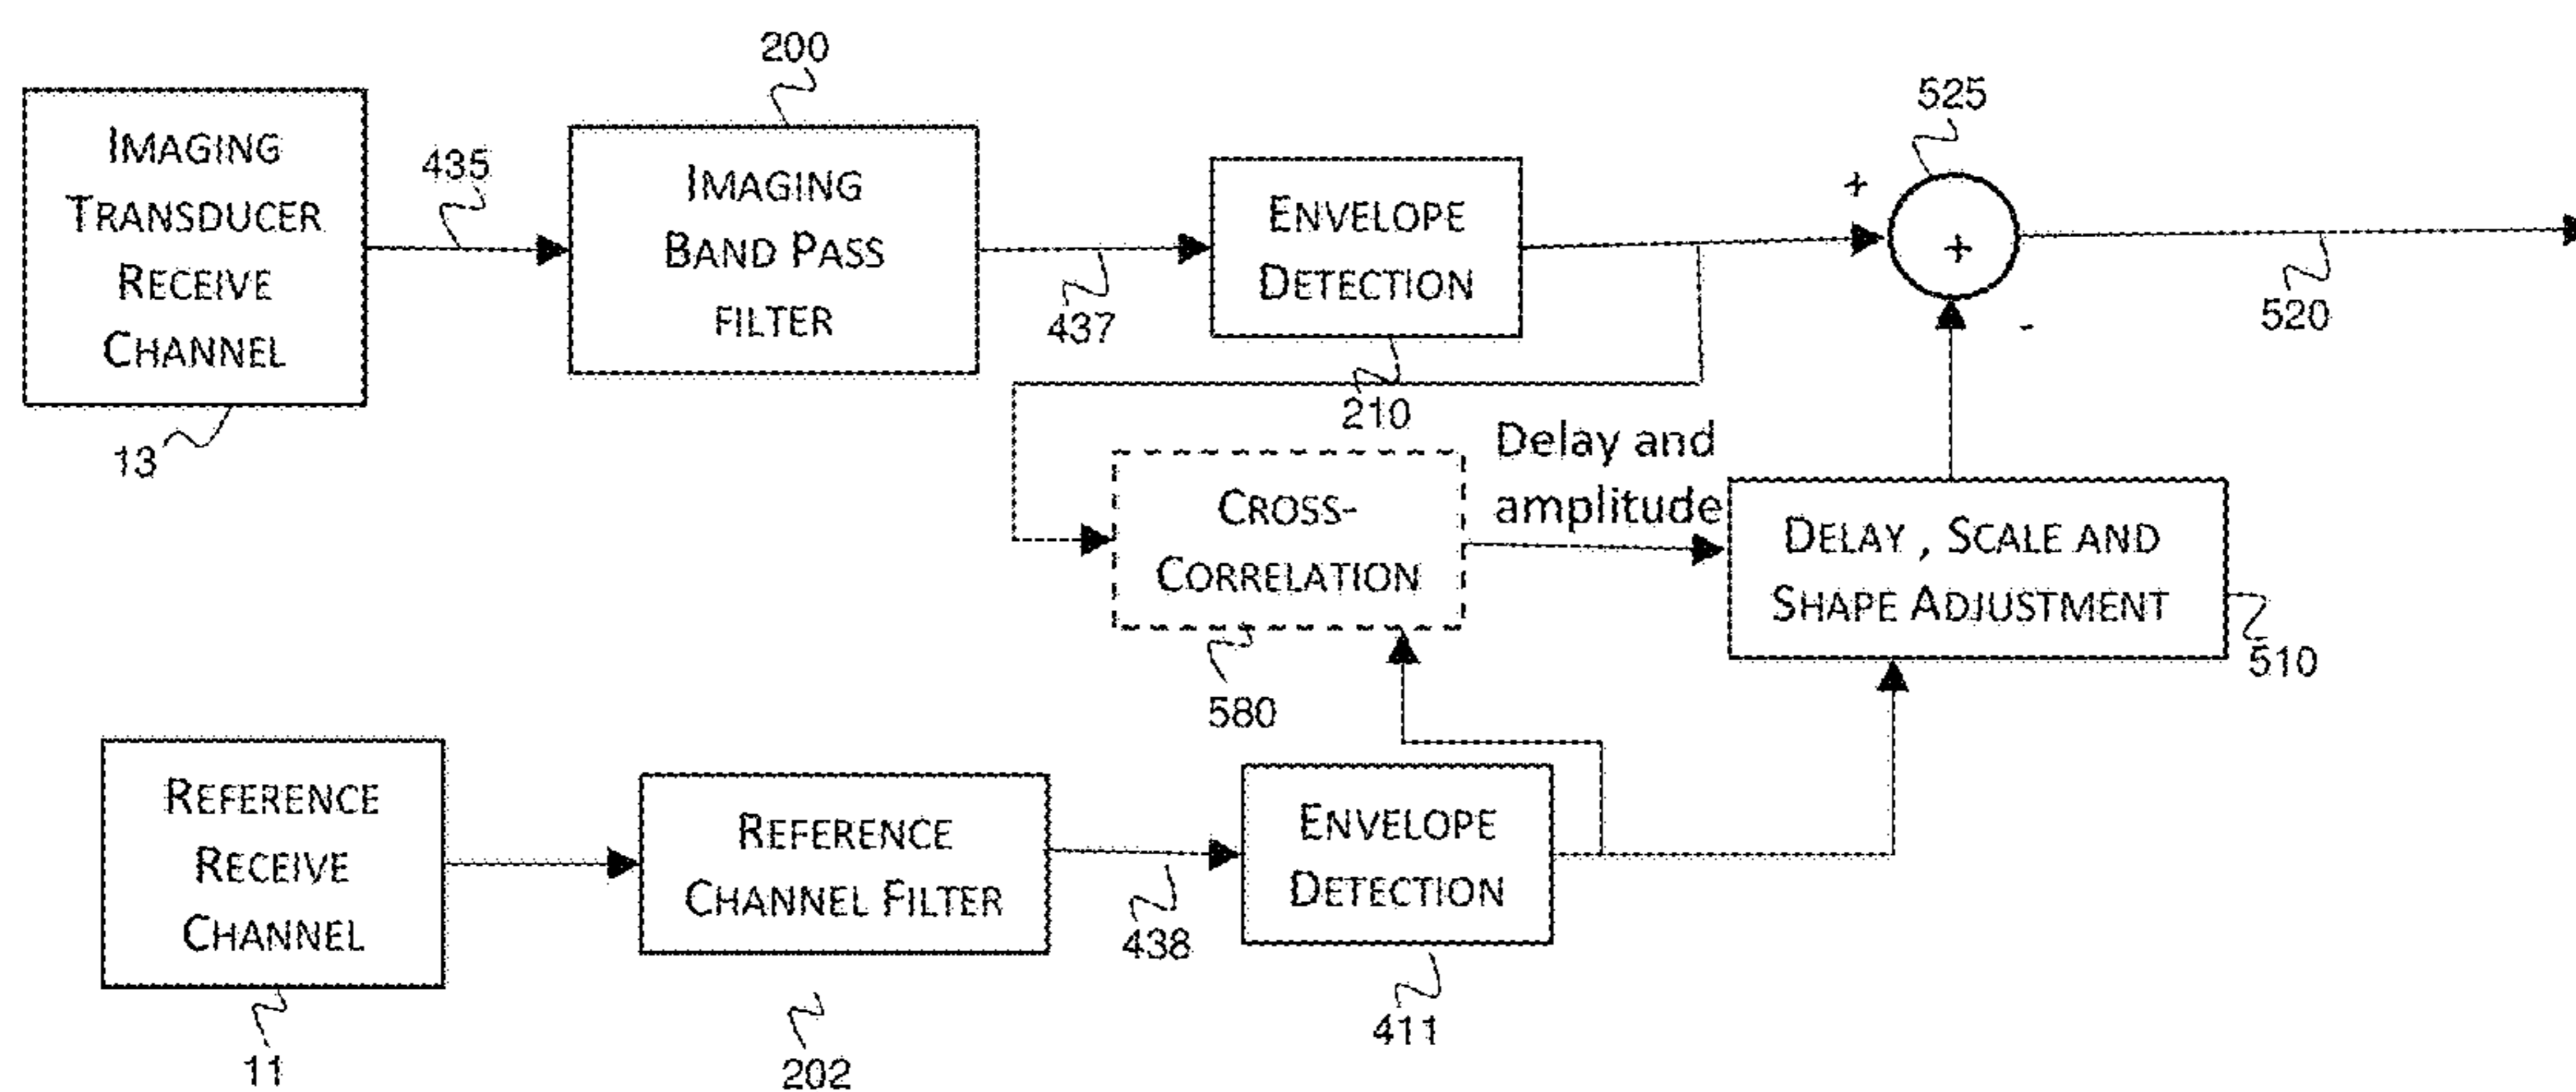 200
IMAGING
TRANSDUCER
RECEIVE
CHANNEL
13
435
IMAGING
BAND PASS
FILTER
437
ENVELOPE
DETECTION
210
525
+
+
-
520
CROSS-
CORRELATION
580
Delay and
amplitude
DELAY , SCALE AND
SHAPE ADJUSTMENT
510
REFERENCE
RECEIVE
CHANNEL
11
REFERENCE
CHANNEL FILTER
202
438
ENVELOPE
DETECTION
411